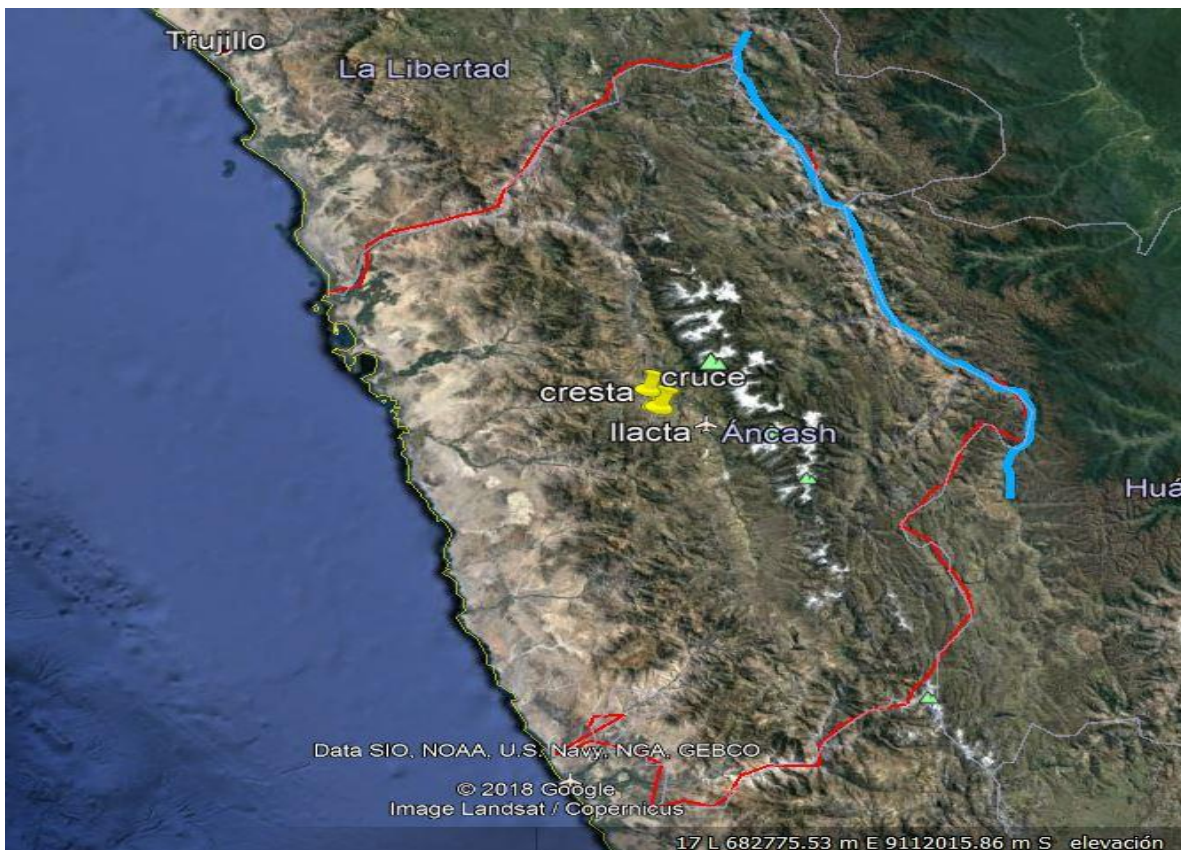 Trujillo
La Libertad
cruce
cresta
llacta
Áncash
Huá
Data SIO, NOAA, U.S. Navy, NGA, GEBCO
© 2018 Google
Image Landsat / Copernicus
17 L 682775.53 m E 9112015.86 m S elevación